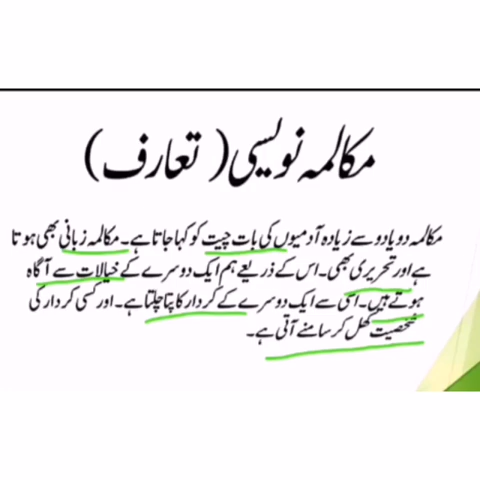 مکالمہ نویسی ( تعارف )
مکالمہ دو یا دو سے زیادہ آدمیوں کی بات چیت کو کہا جاتا ہے۔ مکالمہ زبانی بھی ہوتا
ہے اور تحریری بھی۔ اس کے ذریعے ہم ایک دوسرے کے خیالات سے آگاہ
ہوتے ہیں۔ اسی سے ایک دوسرے کے کردار کا پتا چلتا ہے۔ اور کسی کردار کی
شخصیت کھل کر سامنے آتی ہے۔